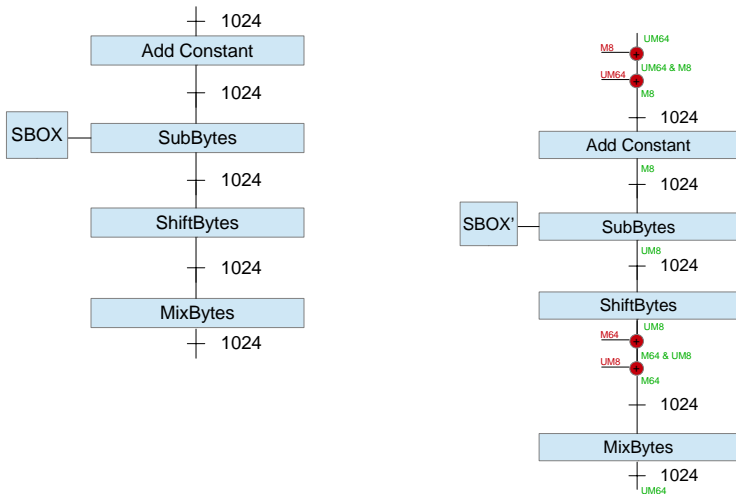 1024
Add Constant
1024
SBOX
SubBytes
1024
ShiftBytes
1024
MixBytes
1024
UM64
M8
UM64 & M8
UM64
M8
1024
Add Constant
M8
1024
SBOX'
SubBytes
UM8
1024
ShiftBytes
UM8
M64
M64 & UM8
UM8
M64
1024
MixBytes
1024
UM64